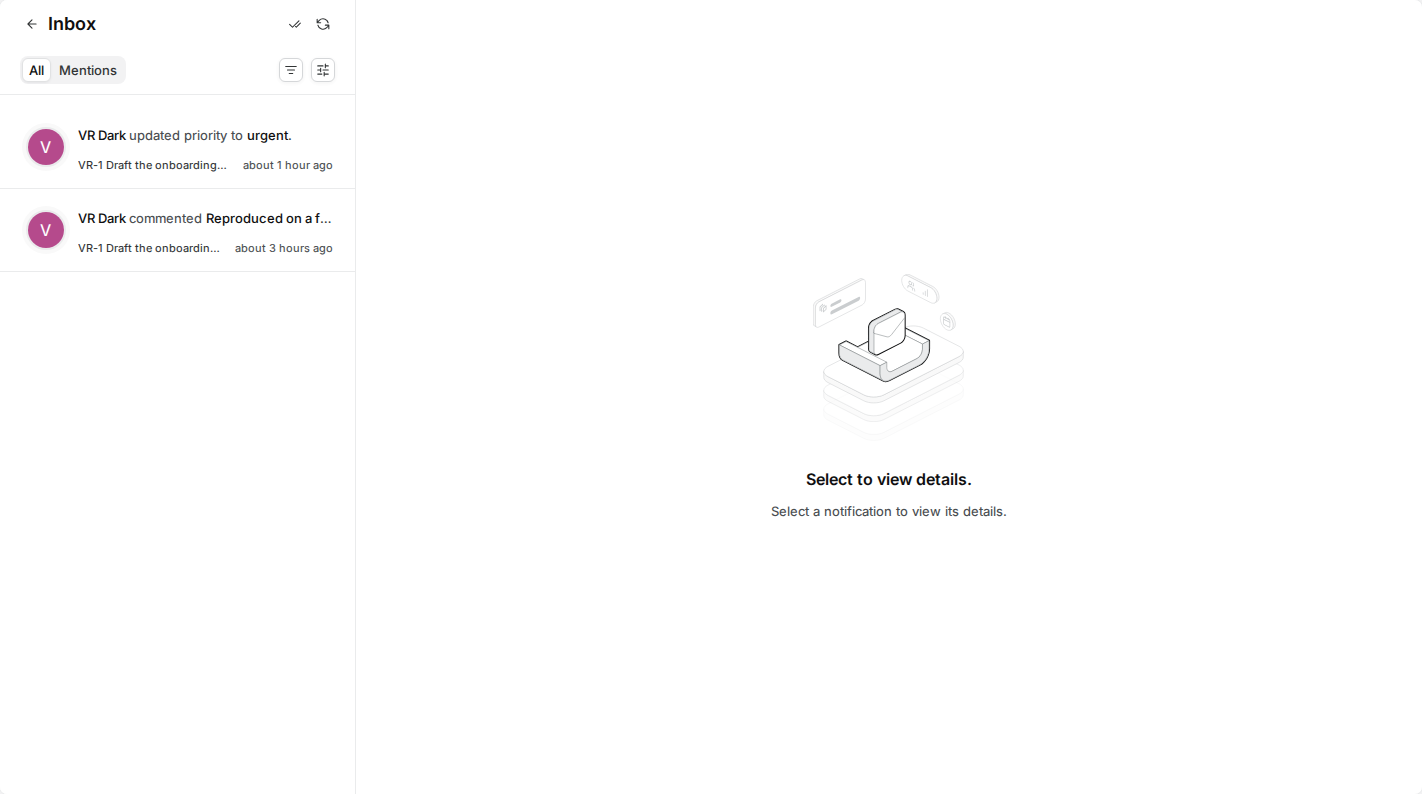 Inbox
All Mentions
V
VR Dark updated priority to urgent.
VR-1 Draft the onboarding... about 1 hour ago
V
VR Dark commented Reproduced on a f...
VR-1 Draft the onboardin... about 3 hours ago
Select to view details.
Select a notification to view its details.